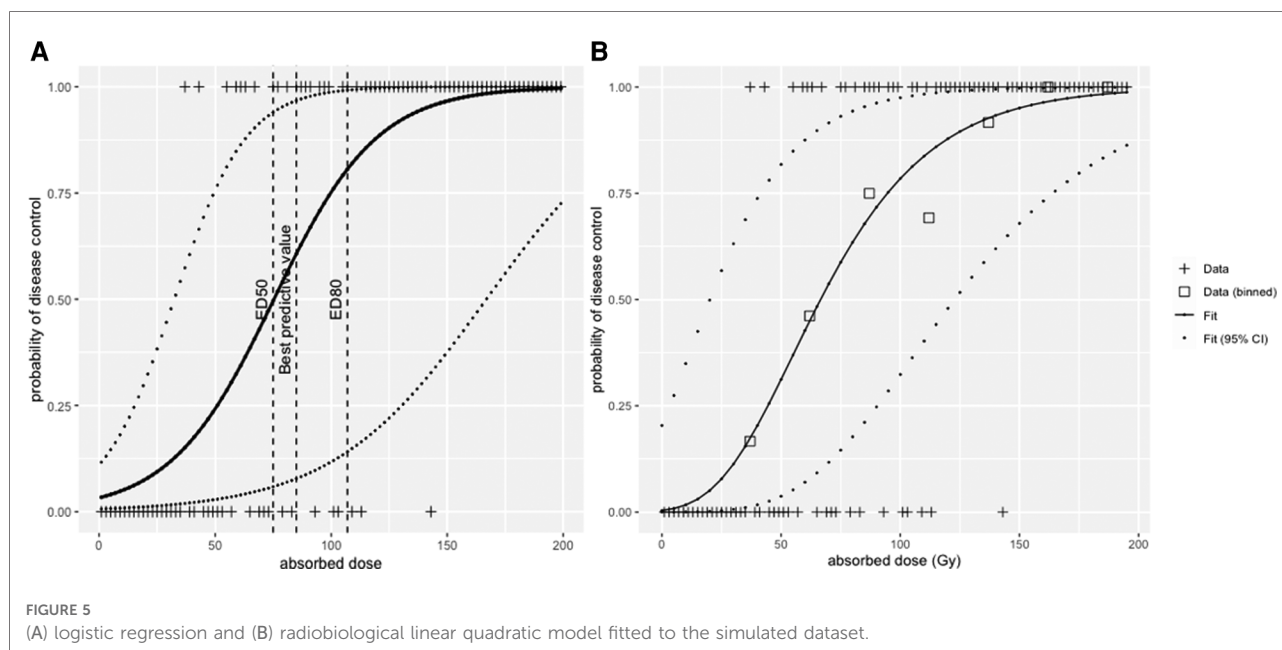 A
B
probability of disease control
1.00
0.75
0.50
0.25
0.00
ED50
Best predictive value
ED80
0
50
100
150
200
absorbed dose
probability of disease control
1.00
0.75
0.50
0.25
0.00
0
50
100
150
200
absorbed dose (Gy)
Data
Data (binned)
Fit
Fit (95% CI)
FIGURE 5
(A) logistic regression and (B) radiobiological linear quadratic model fitted to the simulated dataset.